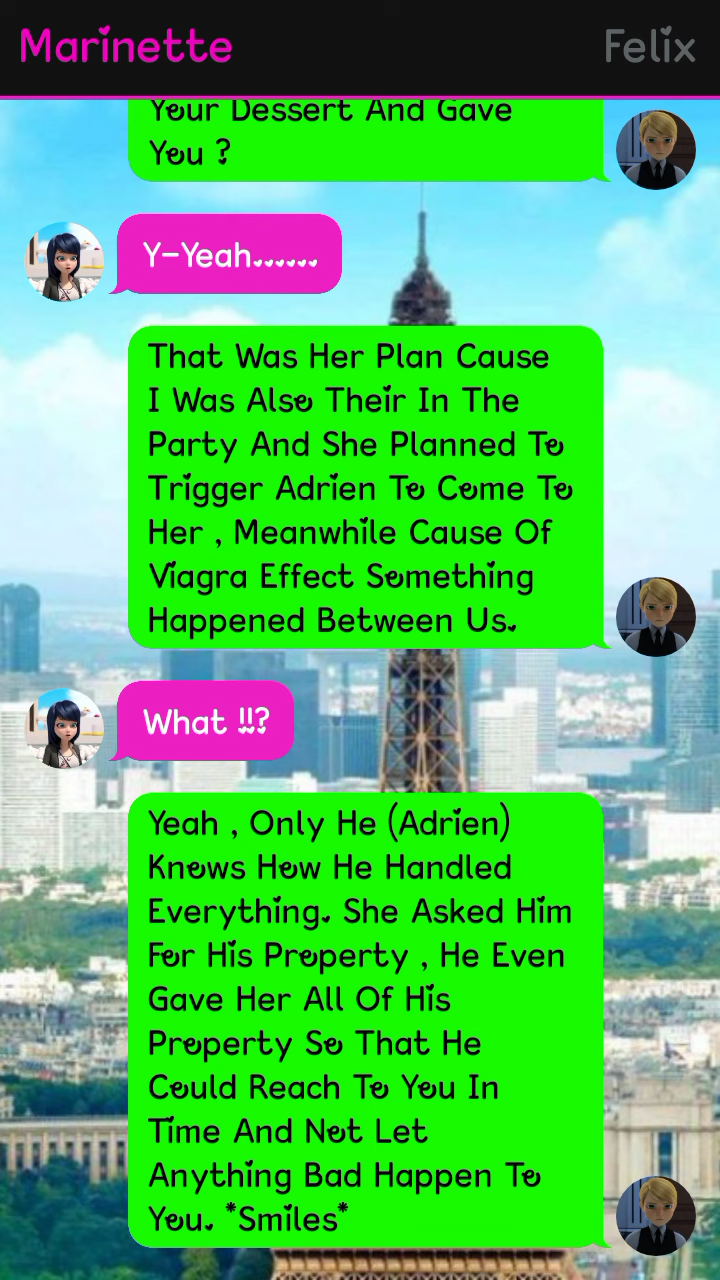 Marinette Felix
Your Dessert And Gave
You ?
Y-Yeah......
That Was Her Plan Cause
I Was Also Their In The
Party And She Planned To
Trigger Adrien To Come To
Her , Meanwhile Cause Of
Viagra Effect Something
Happened Between Us.
What !!?
Yeah , Only He (Adrien)
Knows How He Handled
Everything. She Asked Him
For His Property , He Even
Gave Her All Of His
Property So That He
Could Reach To You In
Time And Not Let
Anything Bad Happen To
You. *Smiles*